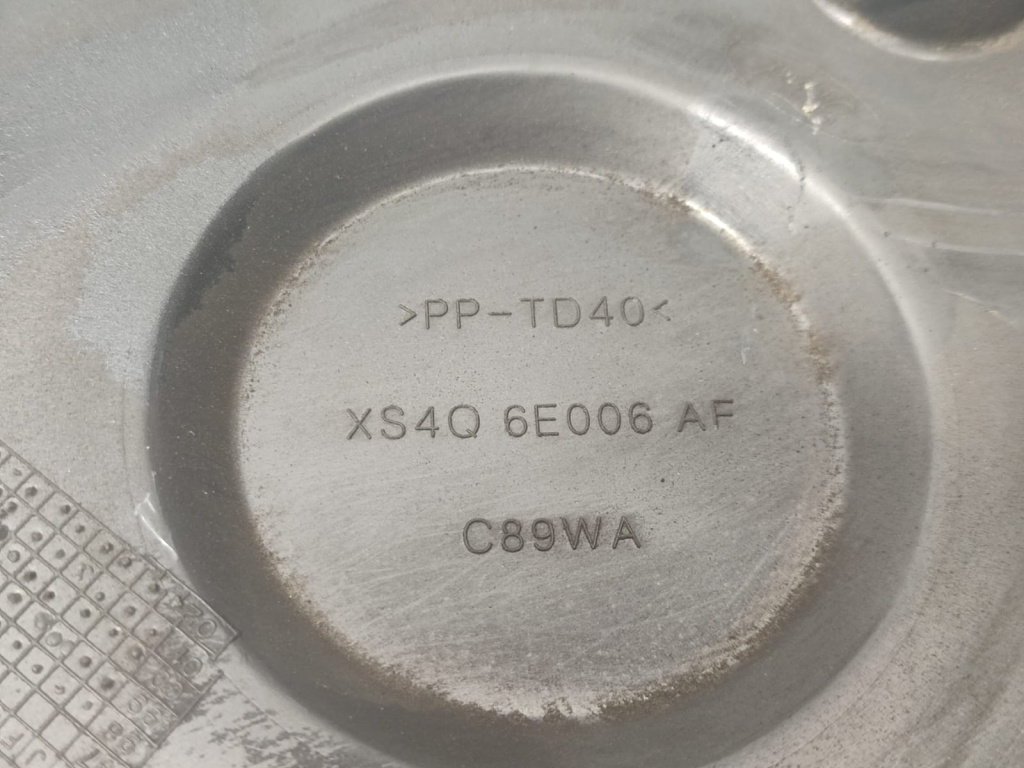 >PP-TD40<
XS4Q 6E006 AF
C89WA